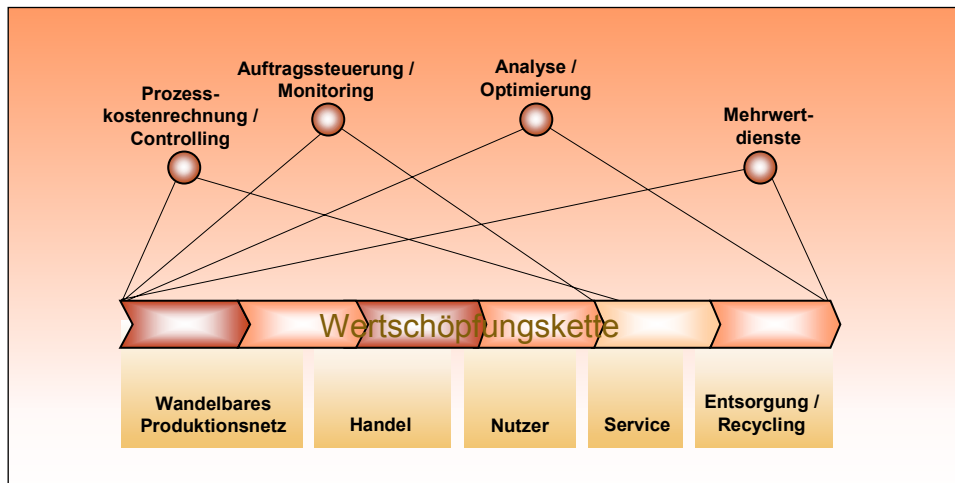 Prozess-
kostenrechnung /
Controlling
Auftragssteuerung /
Monitoring
Analyse /
Optimierung
Mehrwert-
dienste
Wertschöpfungskette
Wandelbares
Produktionsnetz
Handel
Nutzer
Service
Entsorgung /
Recycling